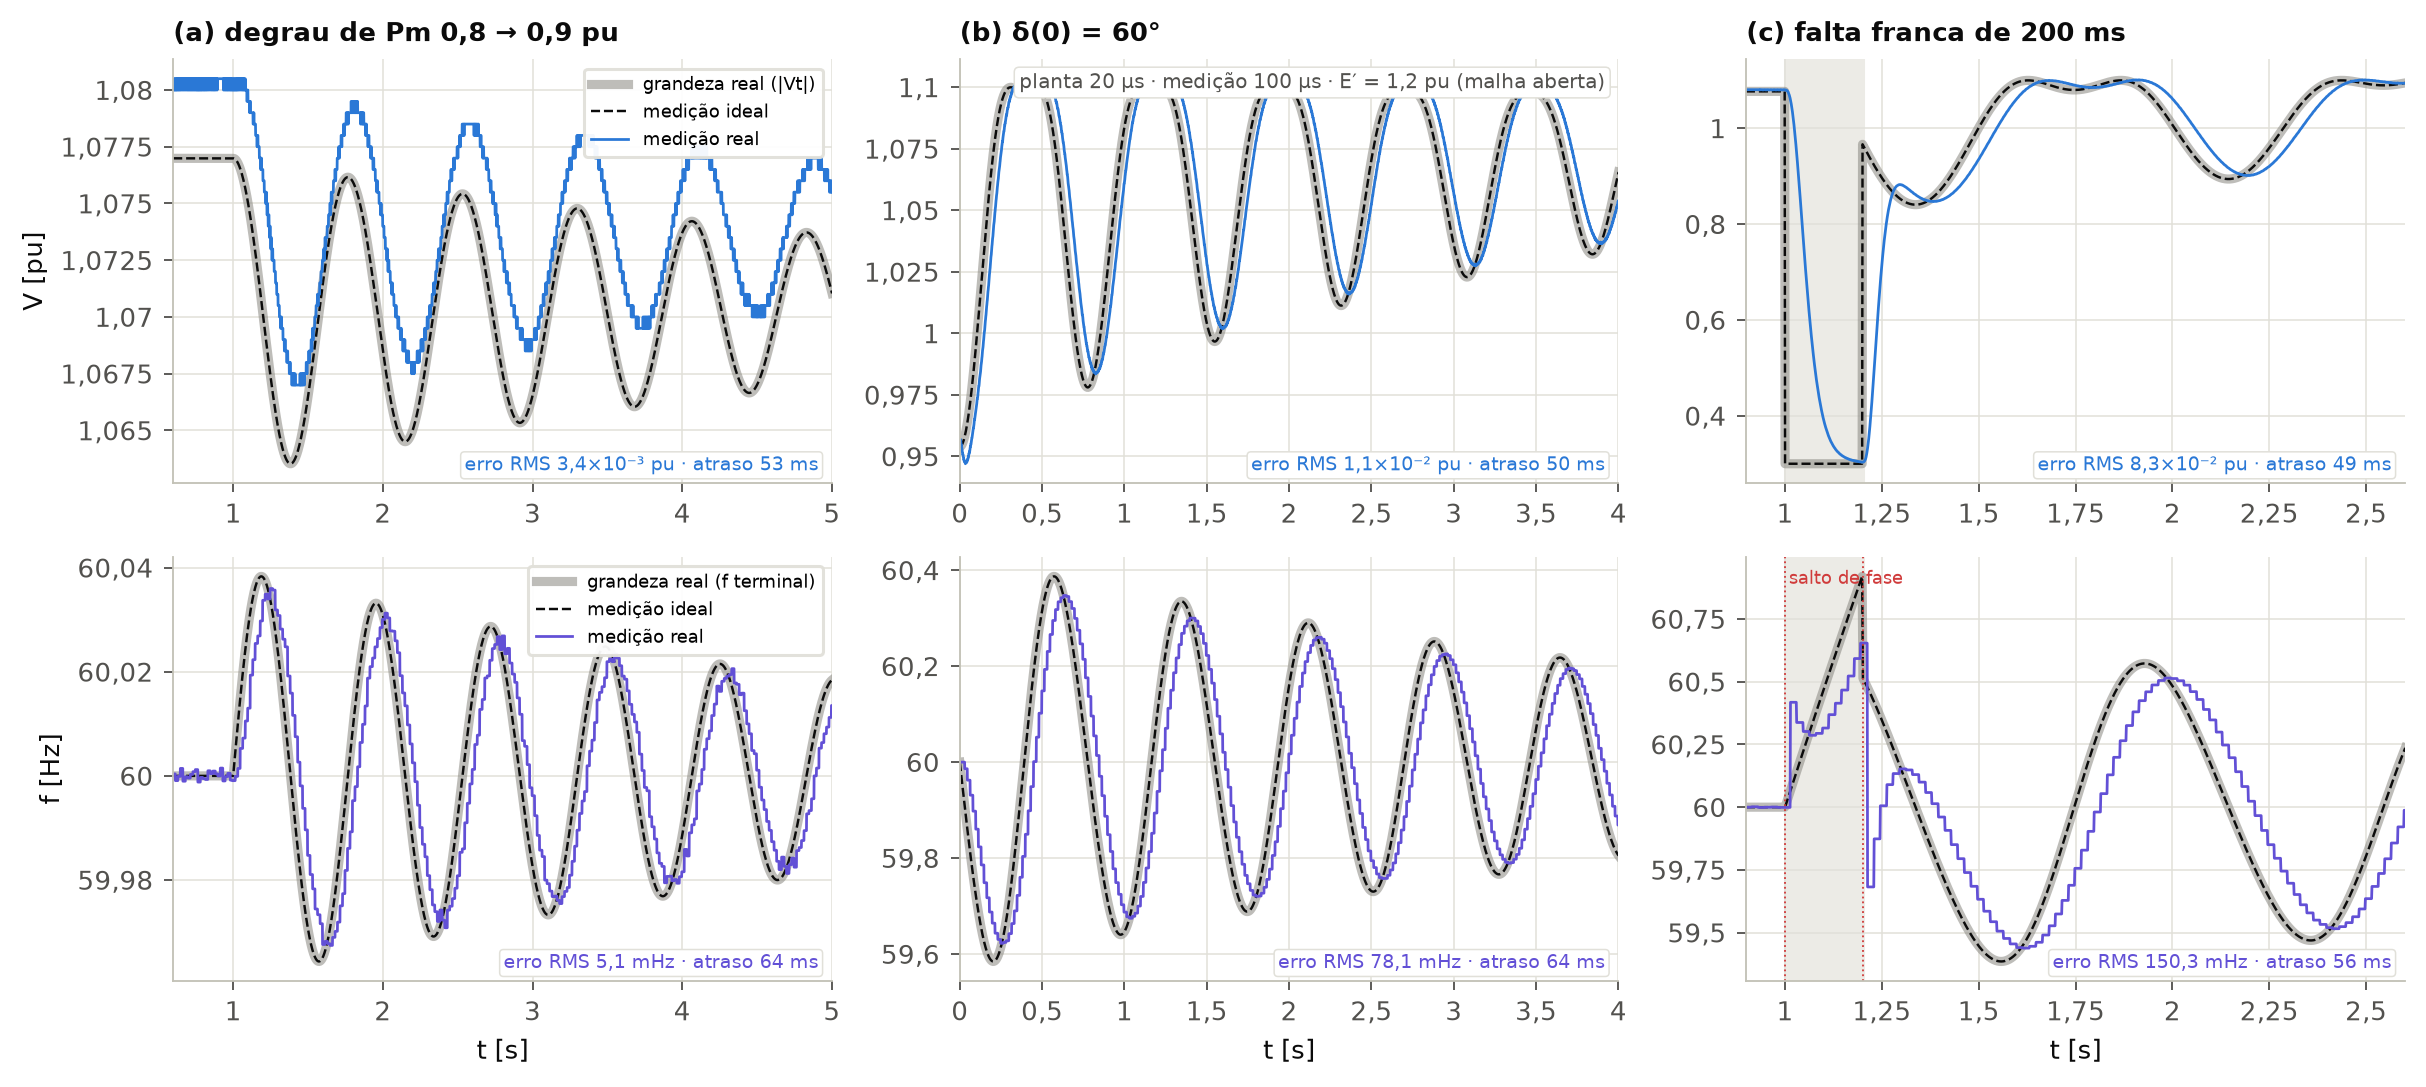 (a) degrau de Pm 0,8 → 0,9 pu
V [pu]
1,08
1,0775
1,075
1,0725
1,07
1,0675
1,065
grandeza real (|Vt|)
medição ideal
medição real
erro RMS 3,4×10⁻³ pu · atraso 53 ms
1 2 3 4 5
(b) δ(0) = 60°
1,1
1,075
1,05
1,025
1
0,975
0,95
planta 20 µs · medição 100 µs · E′ = 1,2 pu (malha aberta)
erro RMS 1,1×10⁻² pu · atraso 50 ms
0 0,5 1 1,5 2 2,5 3 3,5 4
(c) falta franca de 200 ms
1
0,8
0,6
0,4
erro RMS 8,3×10⁻² pu · atraso 49 ms
1 1,25 1,5 1,75 2 2,25 2,5
f [Hz]
60,04
60,02
60
59,98
grandeza real (f terminal)
medição ideal
medição real
erro RMS 5,1 mHz · atraso 64 ms
1 2 3 4 5
t [s]
60,4
60,2
60
59,8
59,6
erro RMS 78,1 mHz · atraso 64 ms
0 0,5 1 1,5 2 2,5 3 3,5 4
t [s]
60,75
60,5
60,25
60
59,75
59,5
salto de fase
erro RMS 150,3 mHz · atraso 56 ms
1 1,25 1,5 1,75 2 2,25 2,5
t [s]